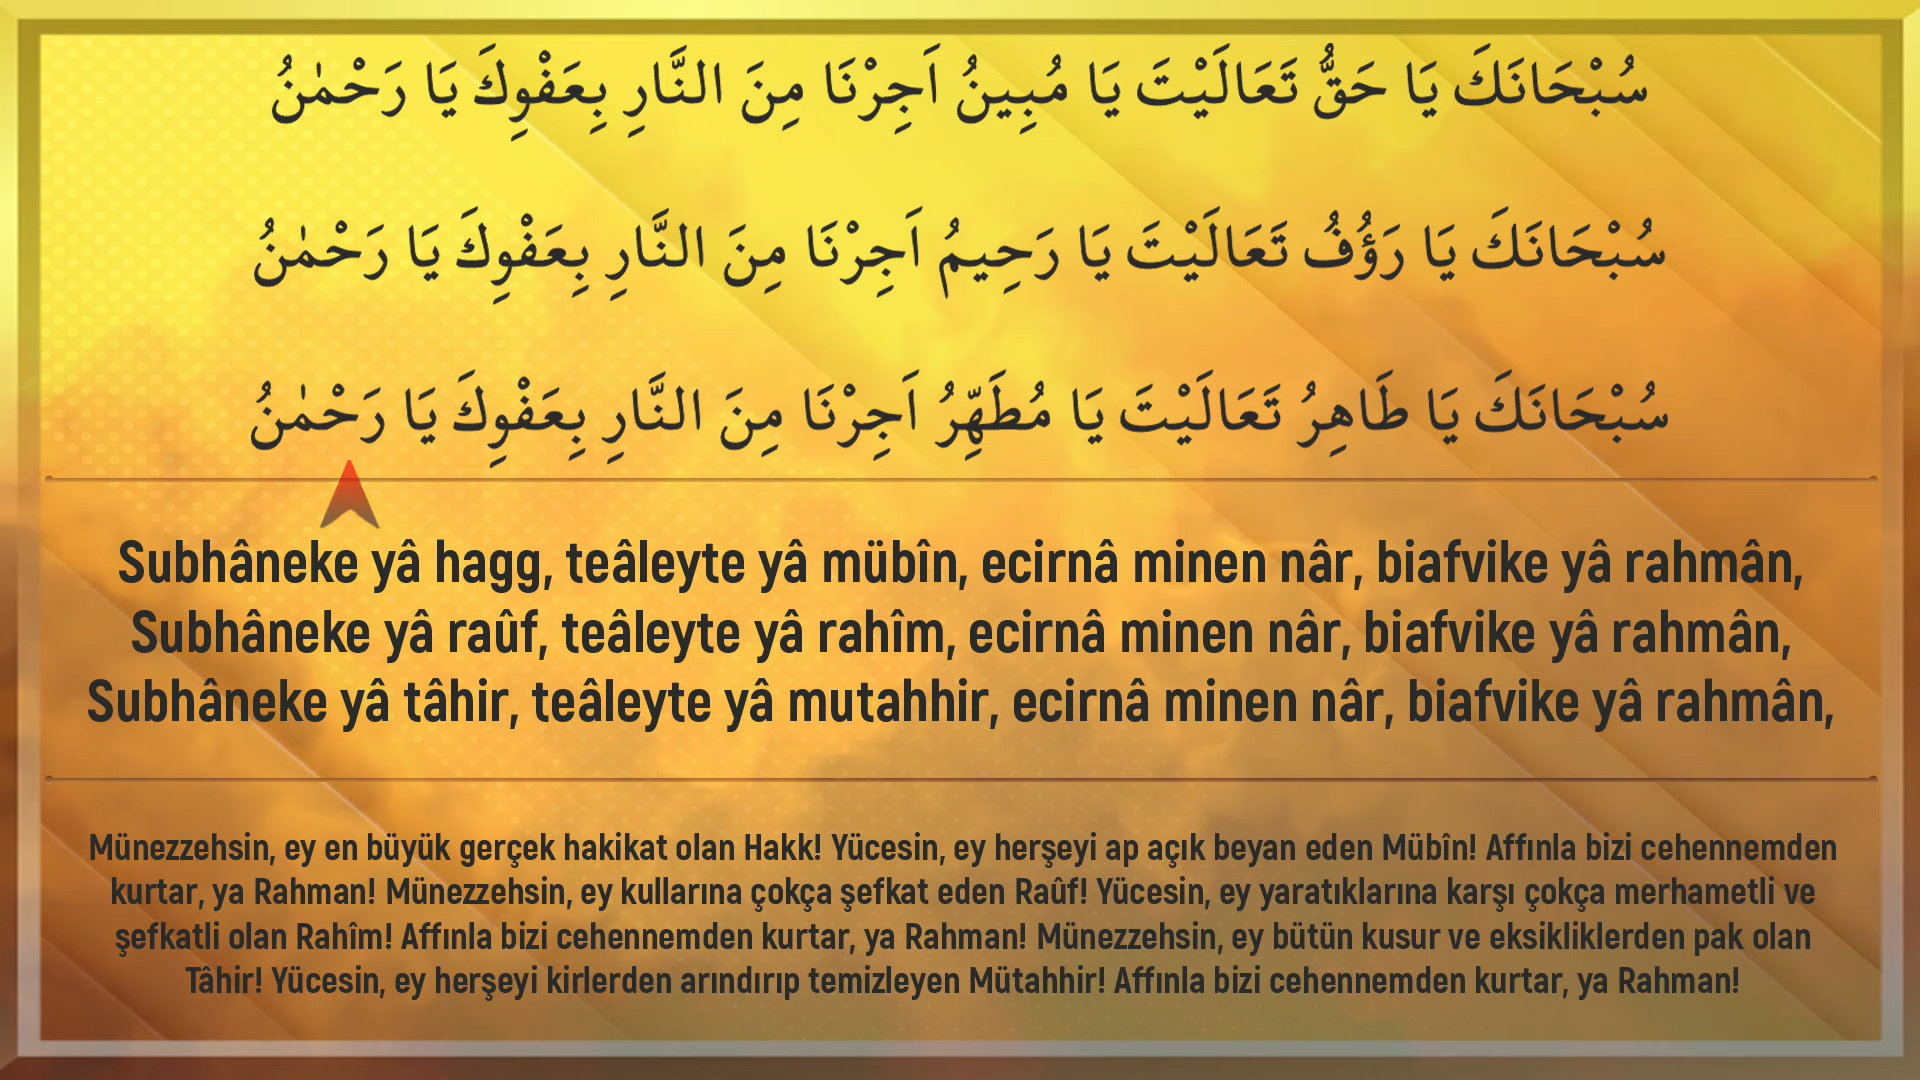 سُبْحَانَكَ يَا حَقُّ تَعَالَيْتَ يَا مُبِينُ اَجِرْنَا مِنَ النَّارِ بِعَفْوِكَ يَا رَحْمٰنُ
سُبْحَانَكَ يَا رَؤُفُ تَعَالَيْتَ يَا رَحِيمُ اَجِرْنَا مِنَ النَّارِ بِعَفْوِكَ يَا رَحْمٰنُ
سُبْحَانَكَ يَا طَاهِرُ تَعَالَيْتَ يَا مُطَهِّرُ اَجِرْنَا مِنَ النَّارِ بِعَفْوِكَ يَا رَحْمٰنُ
Subhâneke yâ hagg, teâleyte yâ mübîn, ecirnâ minen nâr, biafvike yâ rahmân,
Subhâneke yâ raûf, teâleyte yâ rahîm, ecirnâ minen nâr, biafvike yâ rahmân,
Subhâneke yâ tâhir, teâleyte yâ mutahhir, ecirnâ minen nâr, biafvike yâ rahmân,
Münezzehsin, ey en büyük gerçek hakikat olan Hakk! Yücesin, ey herşeyi ap açık beyan eden Mübîn! Affınla bizi cehennemden
kurtar, ya Rahman! Münezzehsin, ey kullarına çokça şefkat eden Raûf! Yücesin, ey yaratıklarına karşı çokça merhametli ve
şefkatli olan Rahîm! Affınla bizi cehennemden kurtar, ya Rahman! Münezzehsin, ey bütün kusur ve eksikliklerden pak olan
Tâhir! Yücesin, ey herşeyi kirlerden arındırıp temizleyen Mütahhir! Affınla bizi cehennemden kurtar, ya Rahman!